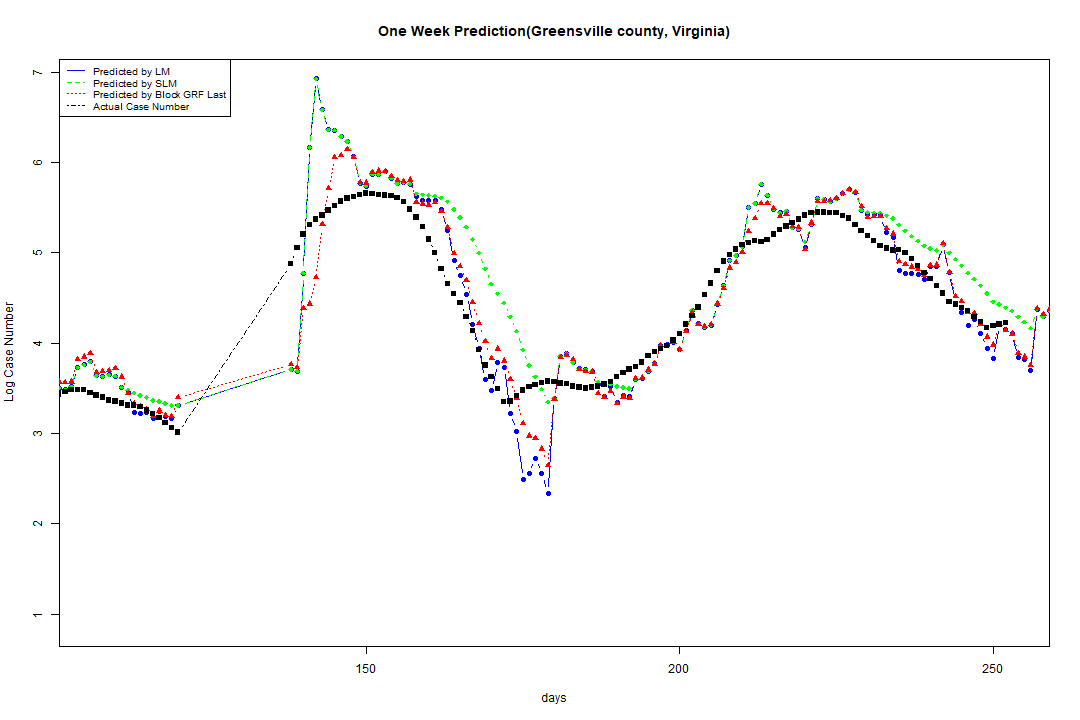 One Week Prediction(Greensville county, Virginia)
Predicted by LM
Predicted by SLM
Predicted by Block GRF Last
Actual Case Number
7
6
5
4
3
2
1
Log Case Number
150
200
250
days